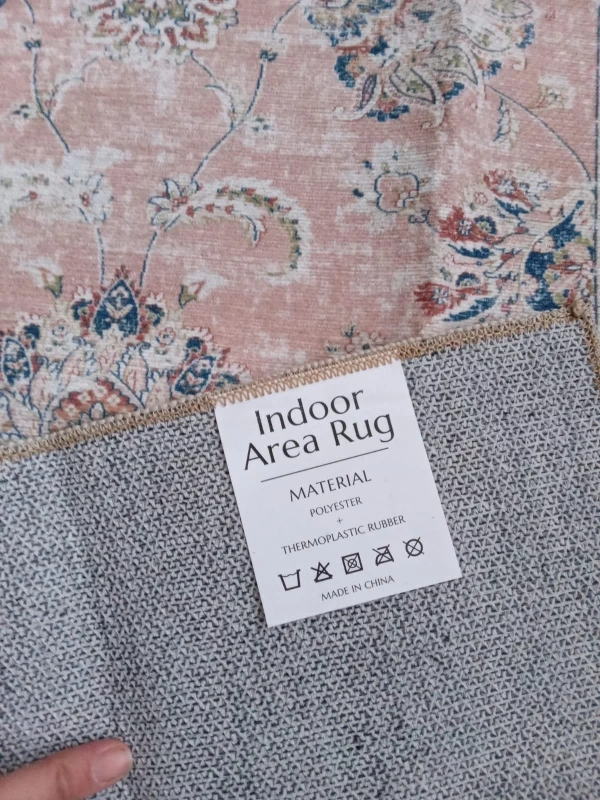 Indoor
Area Rug
MATERIAL
POLYESTER
+
THERMOPLASTIC RUBBER
MADE IN CHINA